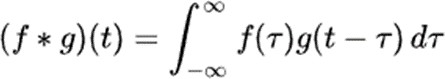 (f * g)(t) = ∫_{-∞}^{∞} f(τ)g(t − τ) dτ